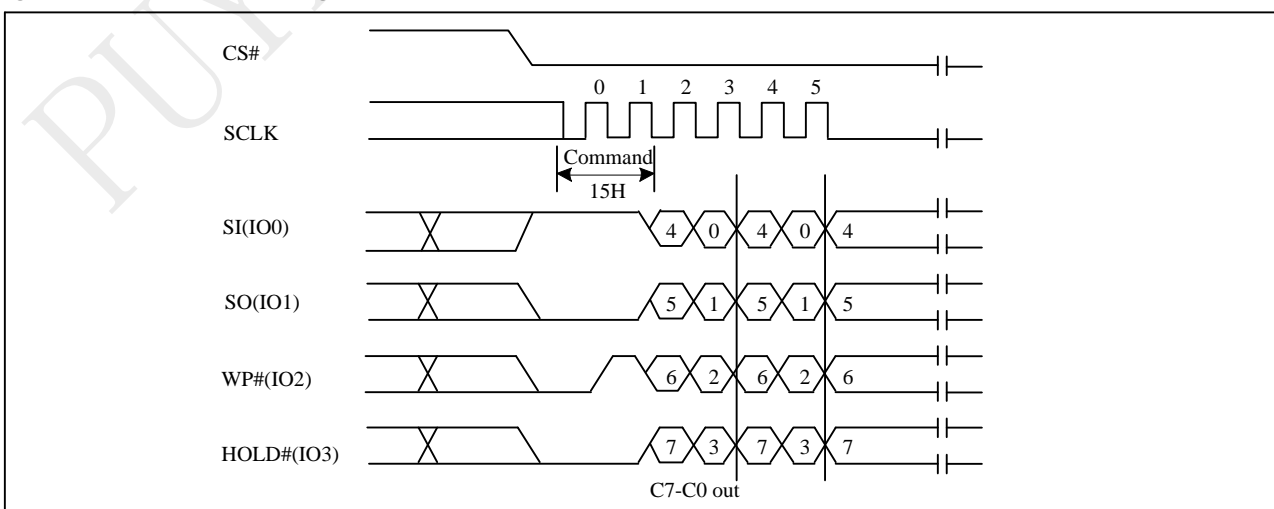 PUY
CS#
0 1 2 3 4 5
SCLK
Command
15H
SI(IO0) 4 0 4 0 4
SO(IO1) 5 1 5 1 5
WP#(IO2) 6 2 6 2 6
HOLD#(IO3) 7 3 7 3 7
C7-C0 out